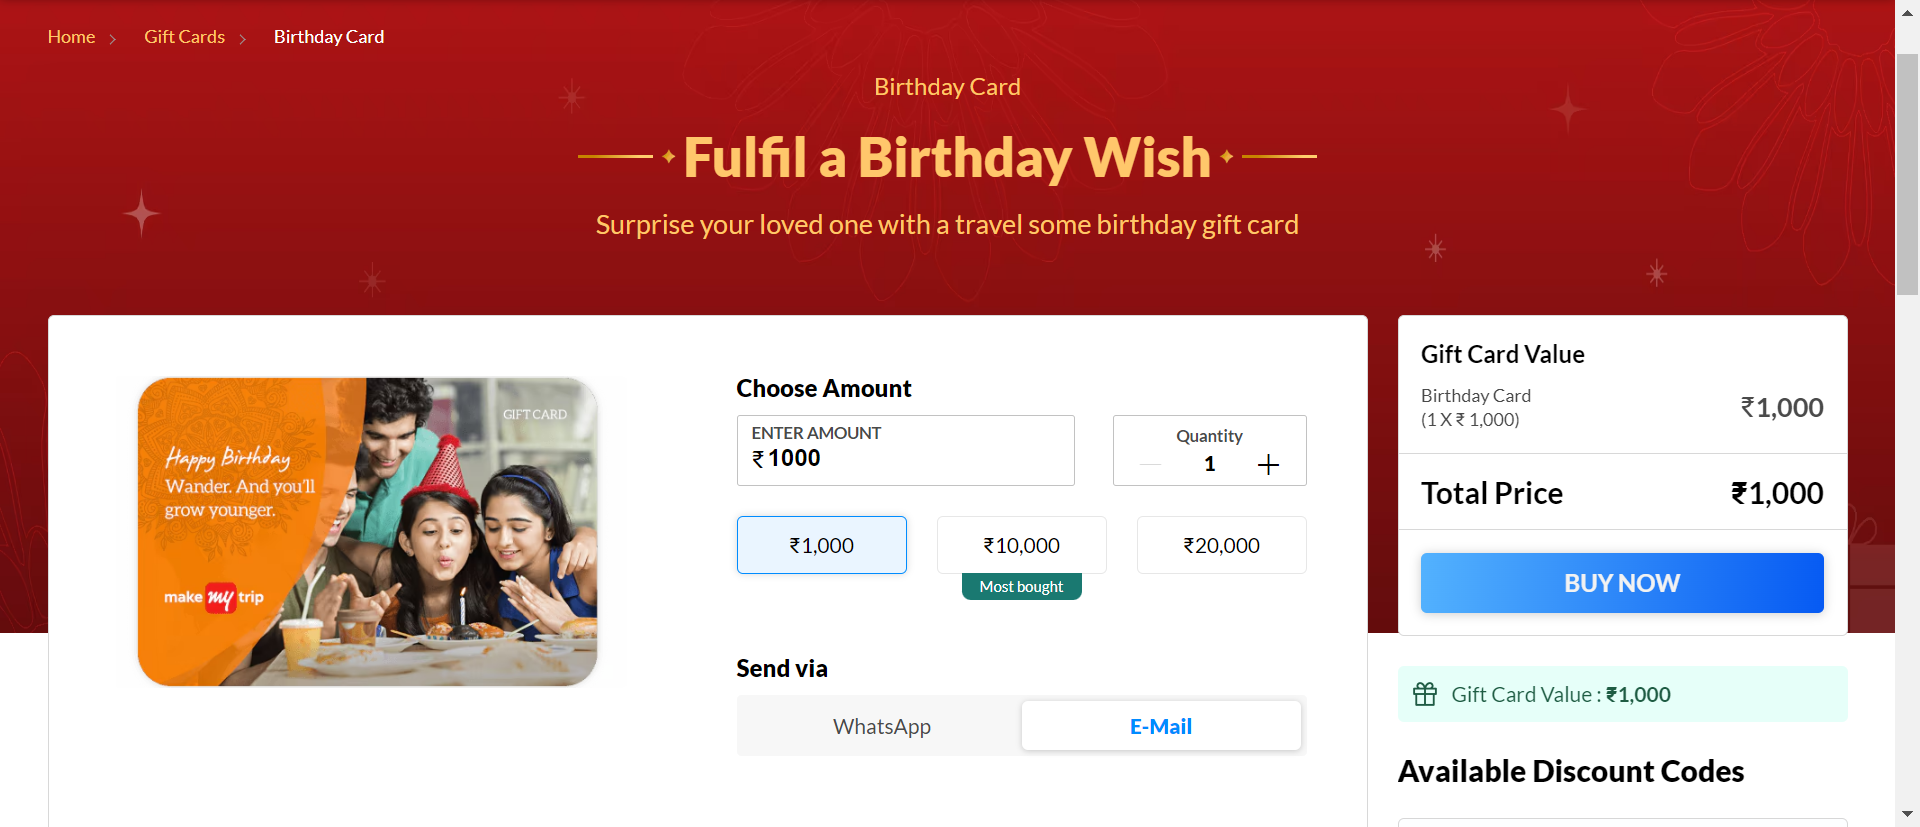 Home
Gift Cards
Birthday Card
Birthday Card
Fulfil a Birthday Wish
Surprise your loved one with a travel some birthday gift card
GIFT CARD
Happy Birthday
Wander. And you'll
grow younger.
make my trip
Choose Amount
ENTER AMOUNT
₹ 1000
Quantity
1
₹1,000
₹10,000
₹20,000
Most bought
Send via
WhatsApp
E-Mail
Gift Card Value
Birthday Card
(1 X ₹ 1,000)
₹1,000
Total Price
₹1,000
BUY NOW
Gift Card Value : ₹1,000
Available Discount Codes